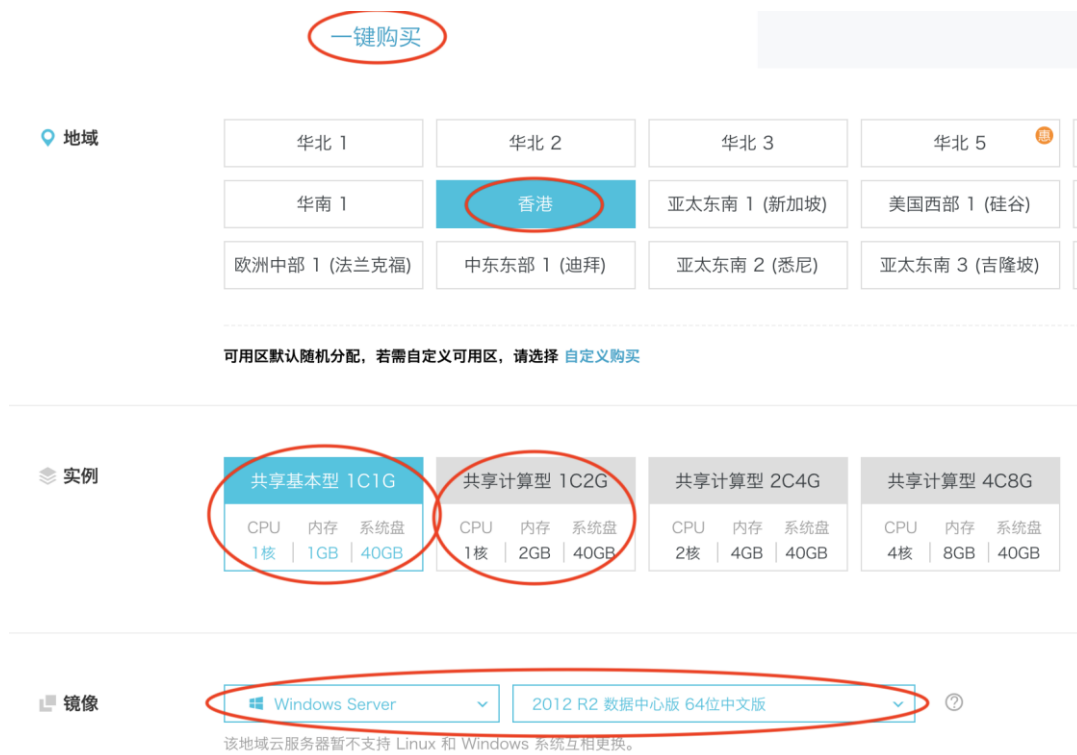 一键购买
地域
华北 1
华北 2
华北 3
华北 5
惠
华南 1
香港
亚太东南 1 (新加坡)
美国西部 1 (硅谷)
欧洲中部 1 (法兰克福)
中东东部 1 (迪拜)
亚太东南 2 (悉尼)
亚太东南 3 (吉隆坡)
可用区默认随机分配，若需自定义可用区，请选择 自定义购买
实例
共享基本型 1C1G
CPU 内存 系统盘
1核 1GB 40GB
共享计算型 1C2G
CPU 内存 系统盘
1核 2GB 40GB
共享计算型 2C4G
CPU 内存 系统盘
2核 4GB 40GB
共享计算型 4C8G
CPU 内存 系统盘
4核 8GB 40GB
镜像
Windows Server
2012 R2 数据中心版 64位中文版
?
该地域云服务器暂不支持 Linux 和 Windows 系统互相更换。